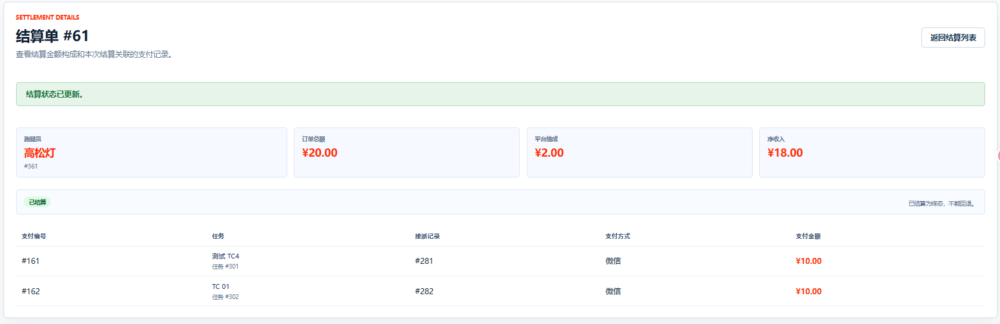 SETTLEMENT DETAILS
结算单 #61
返回结算列表
查看结算金额构成和本次结算关联的支付记录。
结算状态已更新。
跑腿员
高松灯
#361
订单总额
¥20.00
平台抽成
¥2.00
净收入
¥18.00
已结算
已结算为终态，不能回退。
支付编号 任务 接派记录 支付方式 支付金额
#161 测试 TC4 #281 微信 ¥10.00
任务 #301
#162 TC 01 #282 微信 ¥10.00
任务 #302